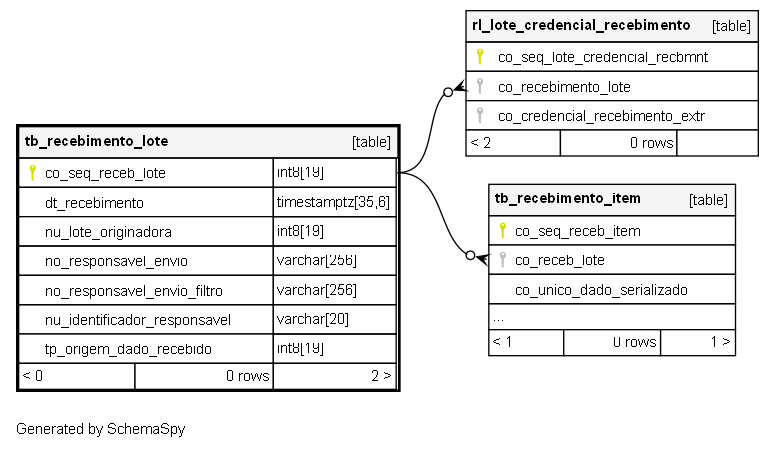 rl_lote_credencial_recebimento [table]
co_seq_lote_credencial_recbmnt
co_recebimento_lote
co_credencial_recebimento_extr
< 2 0 rows
tb_recebimento_lote [table]
co_seq_receb_lote int8[19]
dt_recebimento timestamptz[35,6]
nu_lote_originadora int8[19]
no_responsavel_envio varchar[256]
no_responsavel_envio_filtro varchar[256]
nu_identificador_responsavel varchar[20]
tp_origem_dado_recebido int8[19]
< 0 0 rows 2 >
tb_recebimento_item [table]
co_seq_receb_item
co_receb_lote
co_unico_dado_serializado
...
< 1 0 rows 1 >
Generated by SchemaSpy